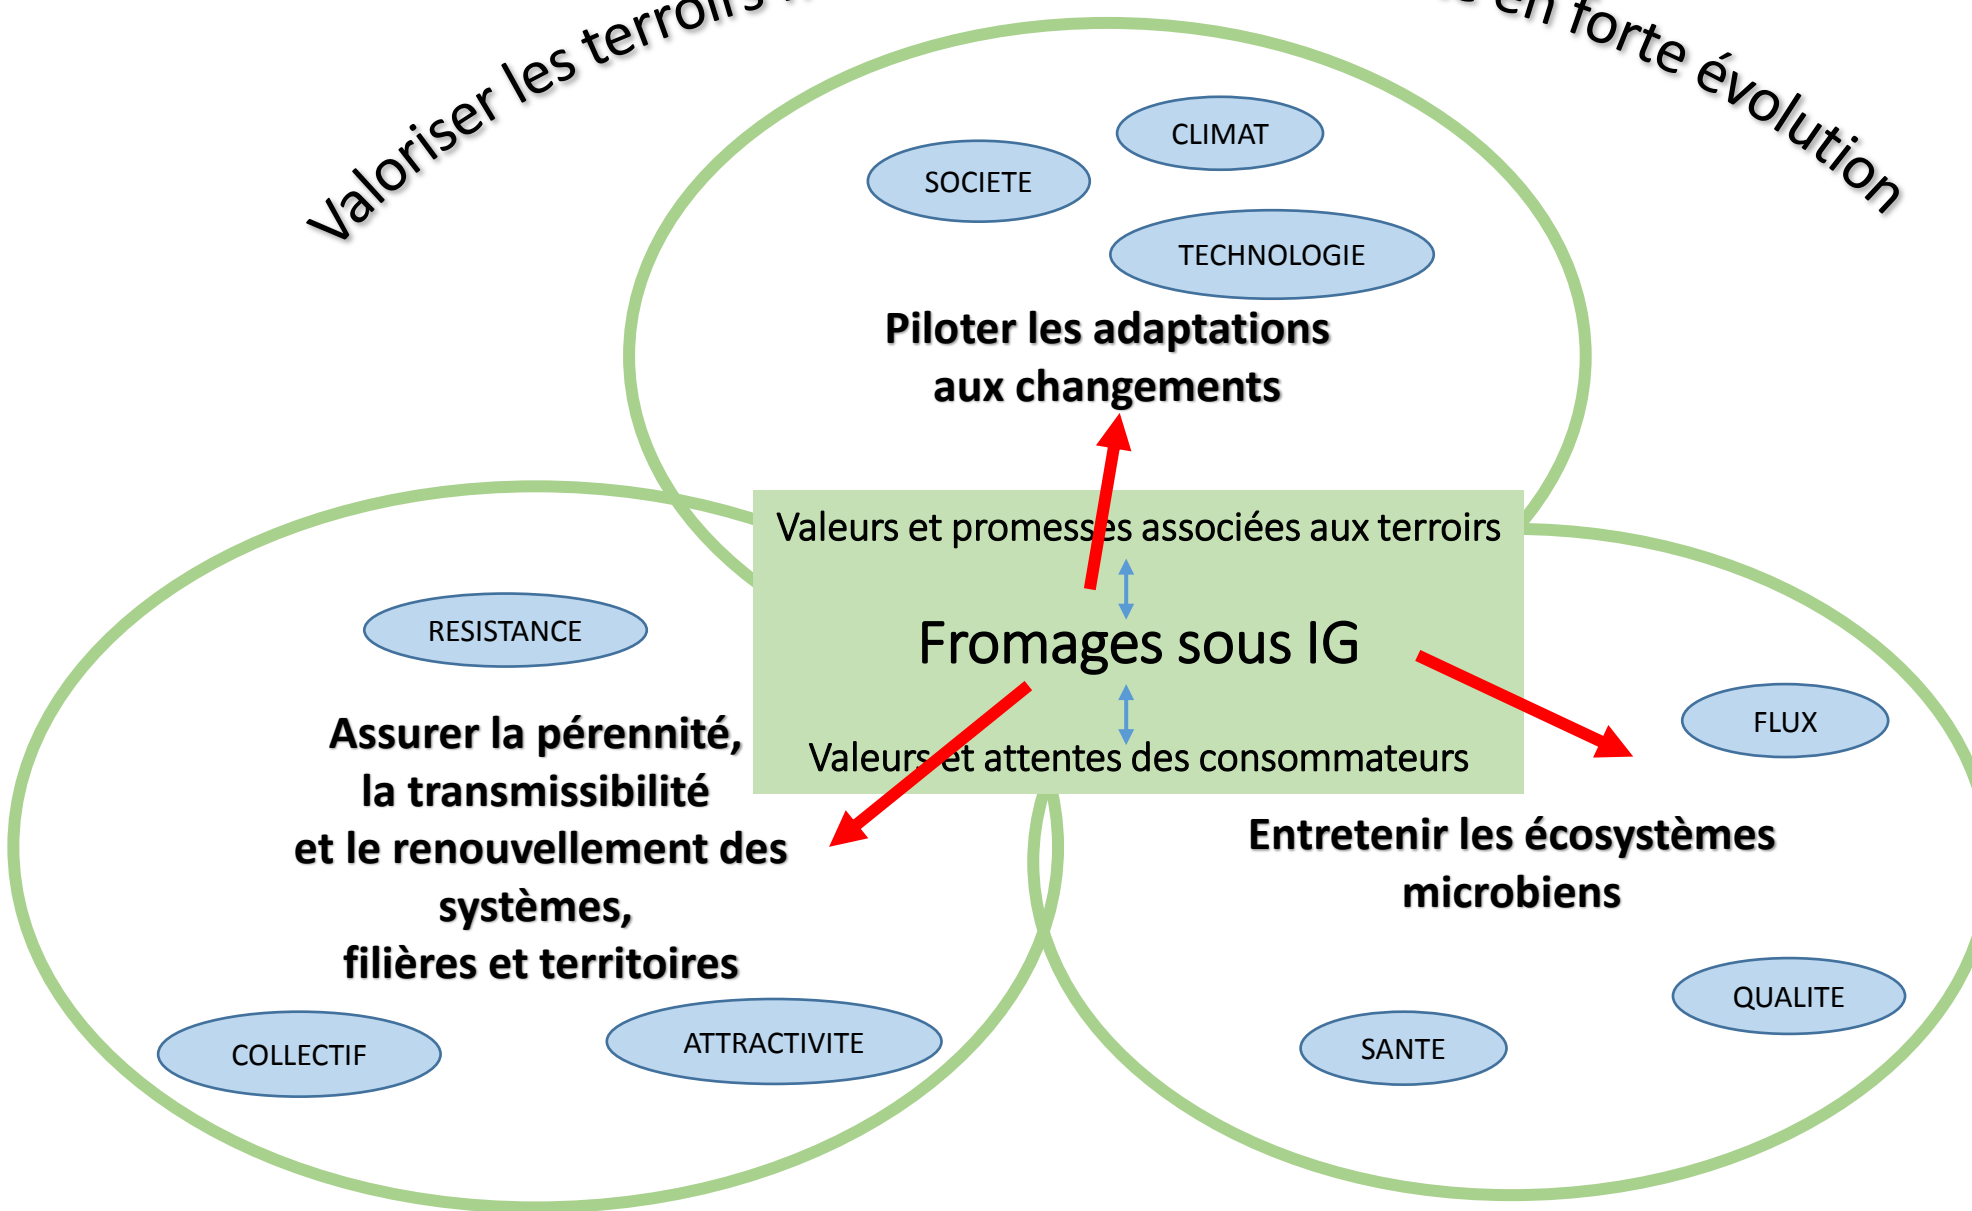 Valoriser les terroirs
en forte évolution
CLIMAT
SOCIETE
TECHNOLOGIE
Piloter les adaptations
aux changements
Valeurs et promesses associées aux terroirs
Fromages sous IG
Valeurs et attentes des consommateurs
RESISTANCE
Assurer la pérennité,
la transmissibilité
et le renouvellement des
systèmes,
filières et territoires
COLLECTIF
ATTRACTIVITE
FLUX
Entretenir les écosystèmes
microbiens
QUALITE
SANTE